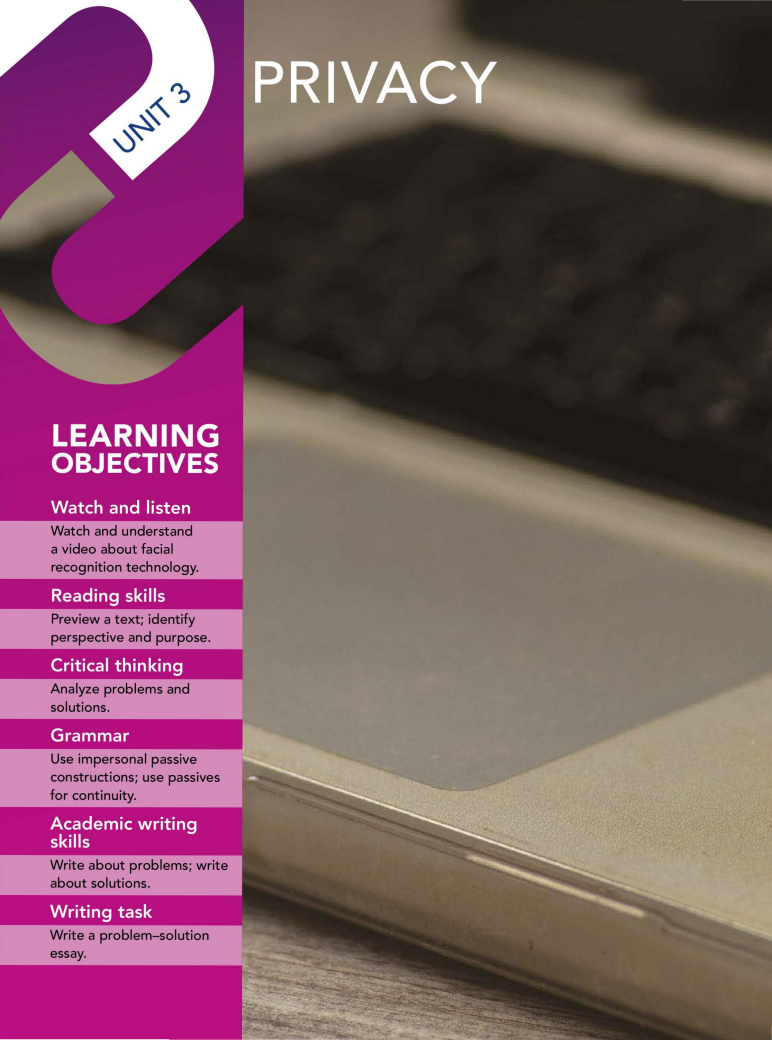 UNIT 3
PRIVACY
LEARNING
OBJECTIVES
Watch and listen
Watch and understand
a video about facial
recognition technology.
Reading skills
Preview a text; identify
perspective and purpose.
Critical thinking
Analyze problems and
solutions.
Grammar
Use impersonal passive
constructions; use passives
for continuity.
Academic writing
skills
Write about problems; write
about solutions.
Writing task
Write a problem–solution
essay.